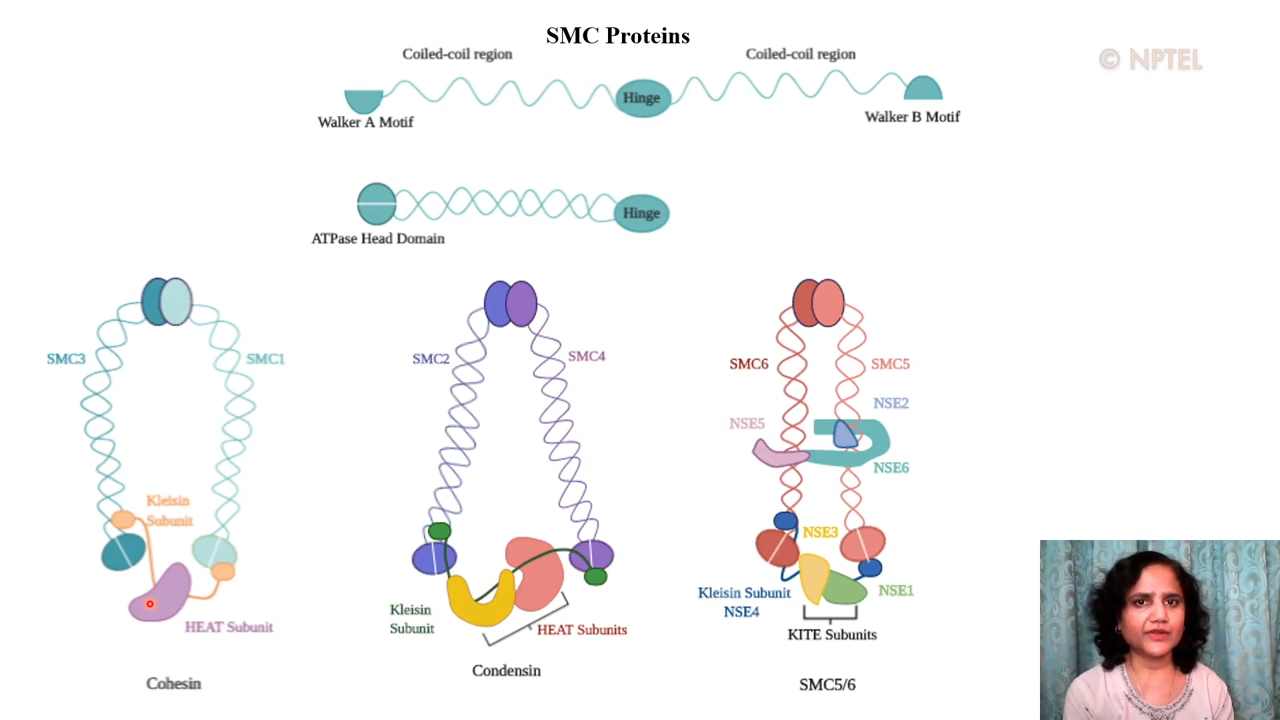 SMC Proteins
© NPTEL
Coiled-coil region
Coiled-coil region
Hinge
Walker A Motif
Walker B Motif
Hinge
ATPase Head Domain
SMC3
SMC1
Kleisin
Subunit
HEAT Subunit
Cohesin
SMC2
SMC4
Kleisin
Subunit
HEAT Subunits
Condensin
SMC6
SMC5
NSE2
NSE5
NSE6
NSE3
Kleisin Subunit
NSE4
NSE1
KITE Subunits
SMC5/6